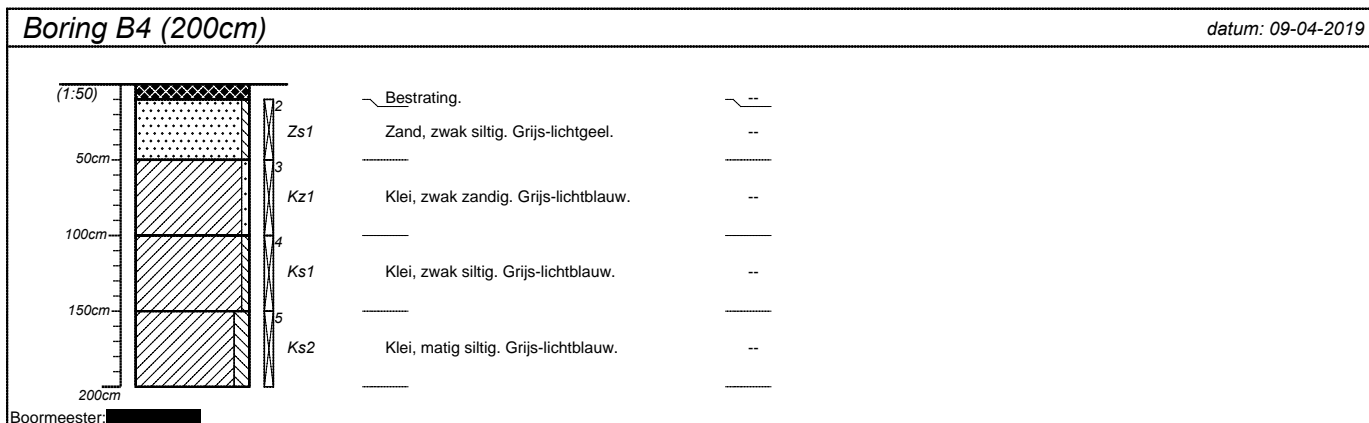 Boring B4 (200cm)
datum: 09-04-2019
(1:50)
Bestrating. --
2
Zs1 Zand, zwak siltig. Grijs-lichtgeel. --
50cm
3
Kz1 Klei, zwak zandig. Grijs-lichtblauw. --
100cm
4
Ks1 Klei, zwak siltig. Grijs-lichtblauw. --
150cm
5
Ks2 Klei, matig siltig. Grijs-lichtblauw. --
200cm
Boormeester: